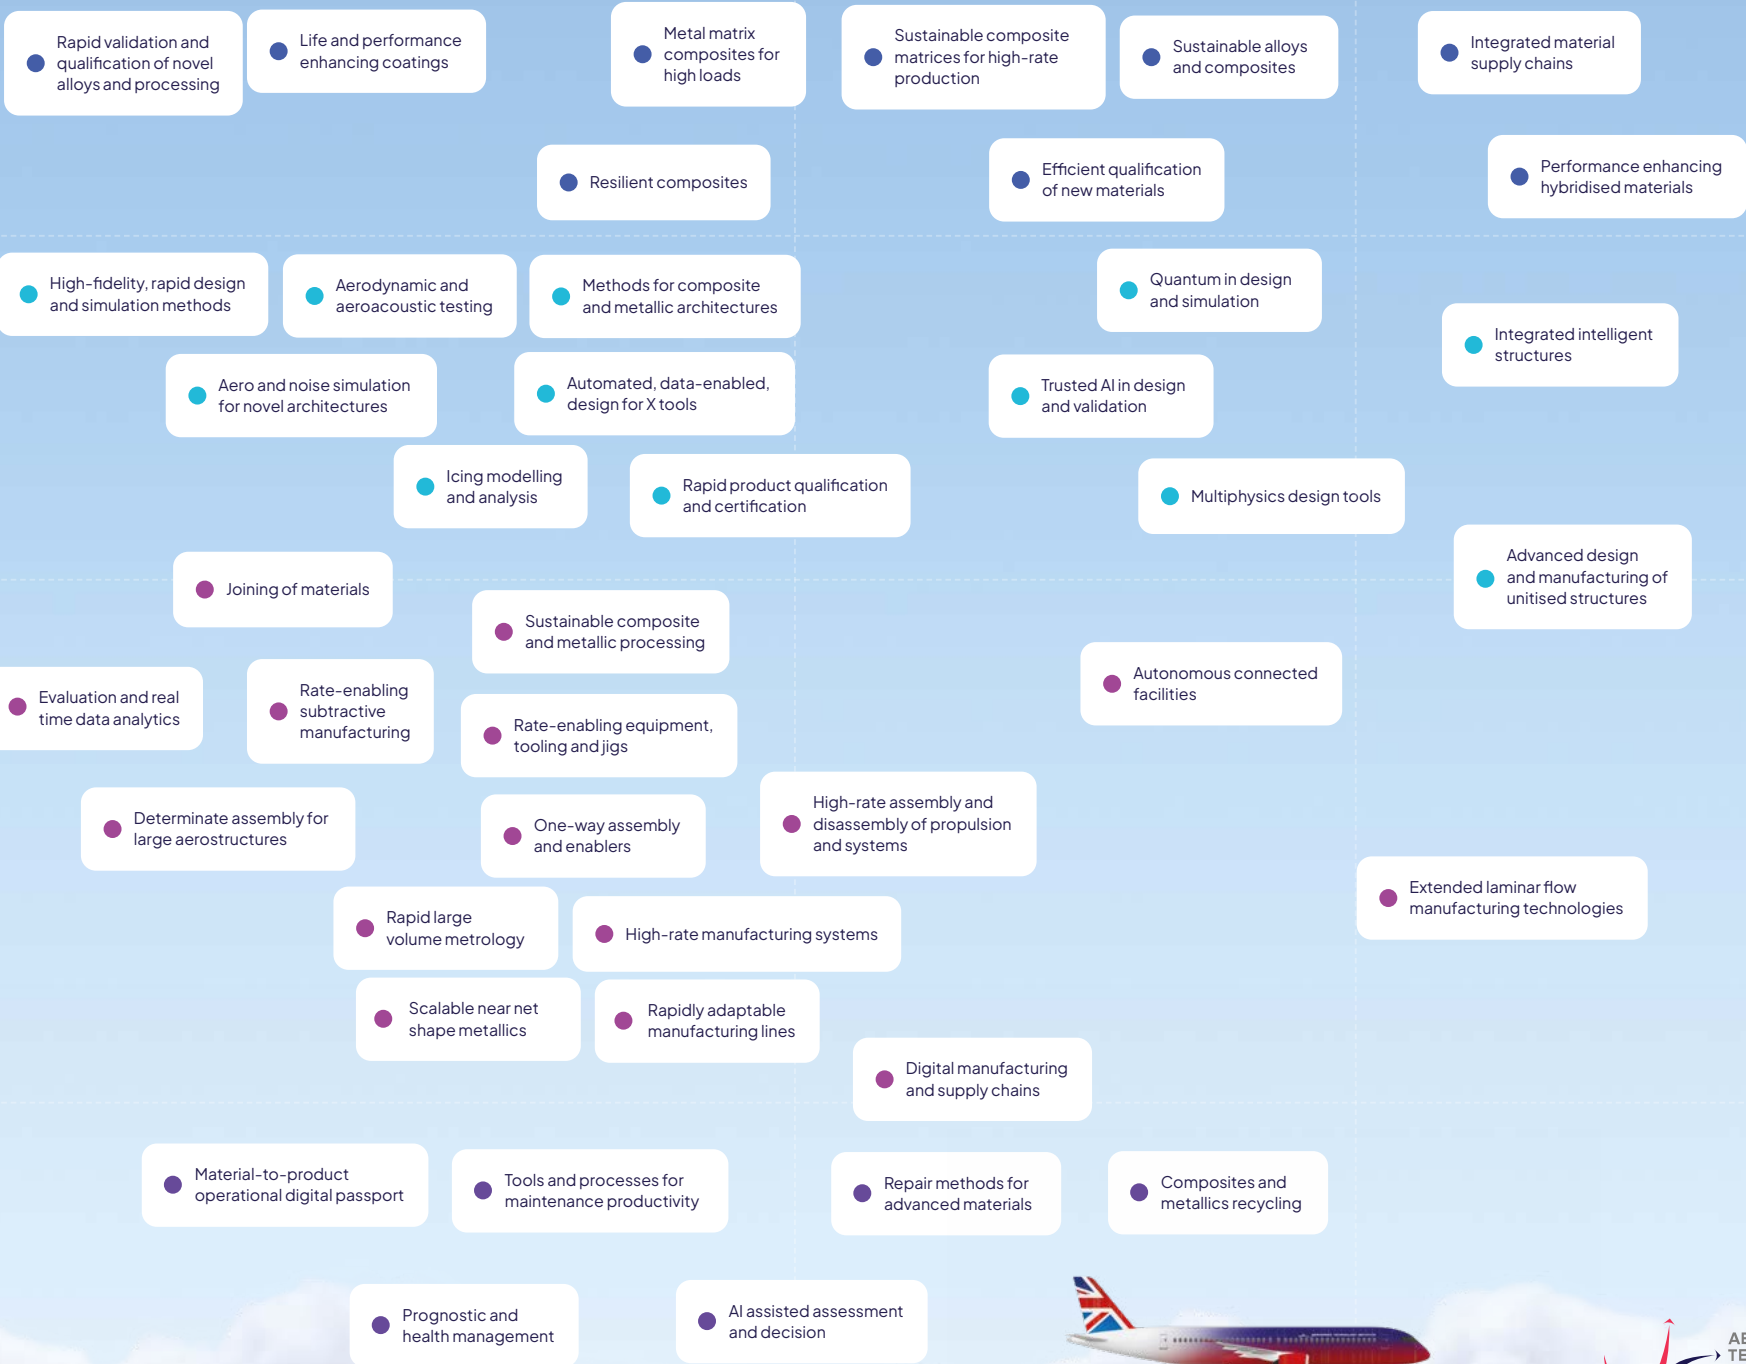 Rapid validation and
qualification of novel
alloys and processing
Life and performance
enhancing coatings
Metal matrix
composites for
high loads
Sustainable composite
matrices for high-rate
production
Sustainable alloys
and composites
Integrated material
supply chains
Resilient composites
Efficient qualification
of new materials
Performance enhancing
hybridised materials
High-fidelity, rapid design
and simulation methods
Aerodynamic and
aeroacoustic testing
Methods for composite
and metallic architectures
Quantum in design
and simulation
Integrated intelligent
structures
Aero and noise simulation
for novel architectures
Automated, data-enabled,
design for X tools
Trusted AI in design
and validation
Icing modelling
and analysis
Rapid product qualification
and certification
Multiphysics design tools
Advanced design
and manufacturing of
unitised structures
Joining of materials
Sustainable composite
and metallic processing
Autonomous connected
facilities
Evaluation and real
time data analytics
Rate-enabling
subtractive
manufacturing
Rate-enabling equipment,
tooling and jigs
Determinate assembly for
large aerostructures
One-way assembly
and enablers
High-rate assembly and
disassembly of propulsion
and systems
Extended laminar flow
manufacturing technologies
Rapid large
volume metrology
High-rate manufacturing systems
Scalable near net
shape metallics
Rapidly adaptable
manufacturing lines
Digital manufacturing
and supply chains
Material-to-product
operational digital passport
Tools and processes for
maintenance productivity
Repair methods for
advanced materials
Composites and
metallics recycling
Prognostic and
health management
AI assisted assessment
and decision